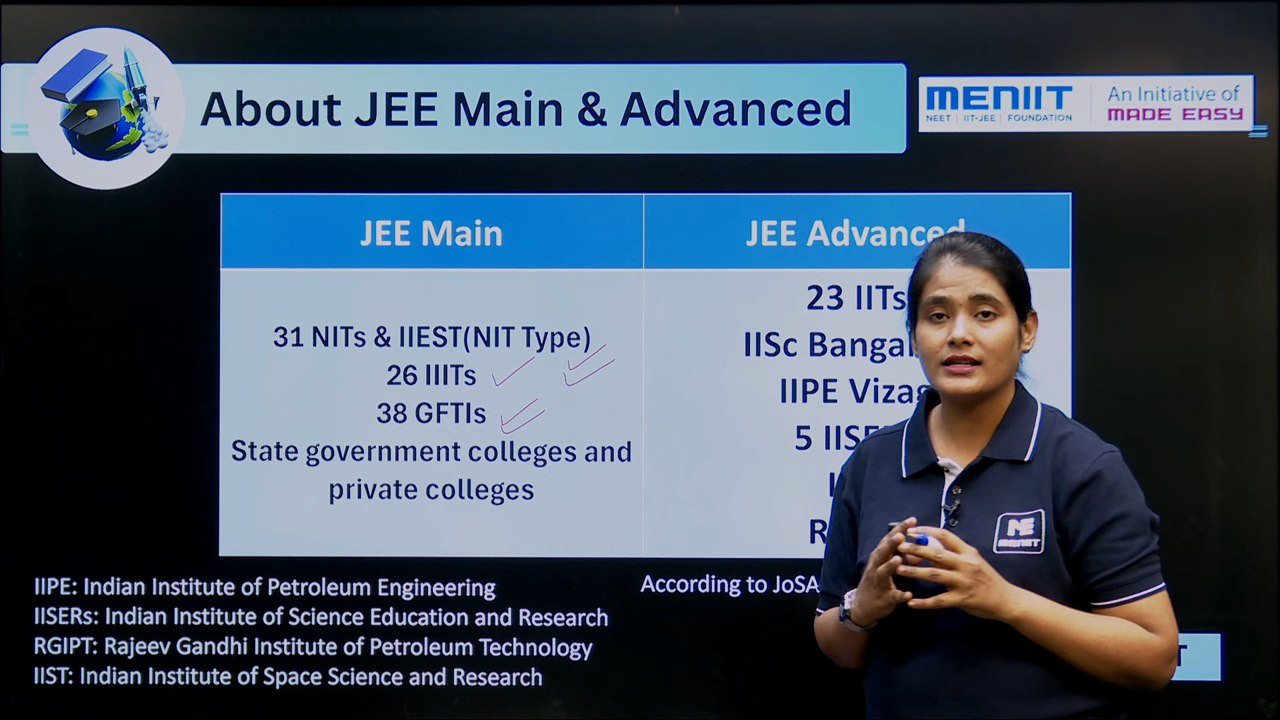 About JEE Main & Advanced
MENIIT
NEET | IIT-JEE | FOUNDATION
An Initiative of
MADE EASY
JEE Main
JEE Advanced
31 NITs & IIEST(NIT Type)
26 IIITs
38 GFTIs
State government colleges and
private colleges
23 IITs
IISc
IIPE Vizag
5
IIPE: Indian Institute of Petroleum Engineering
IISERs: Indian Institute of Science Education and Research
RGIPT: Rajeev Gandhi Institute of Petroleum Technology
IIST: Indian Institute of Space Science and Research
According to
NE
MENIIT